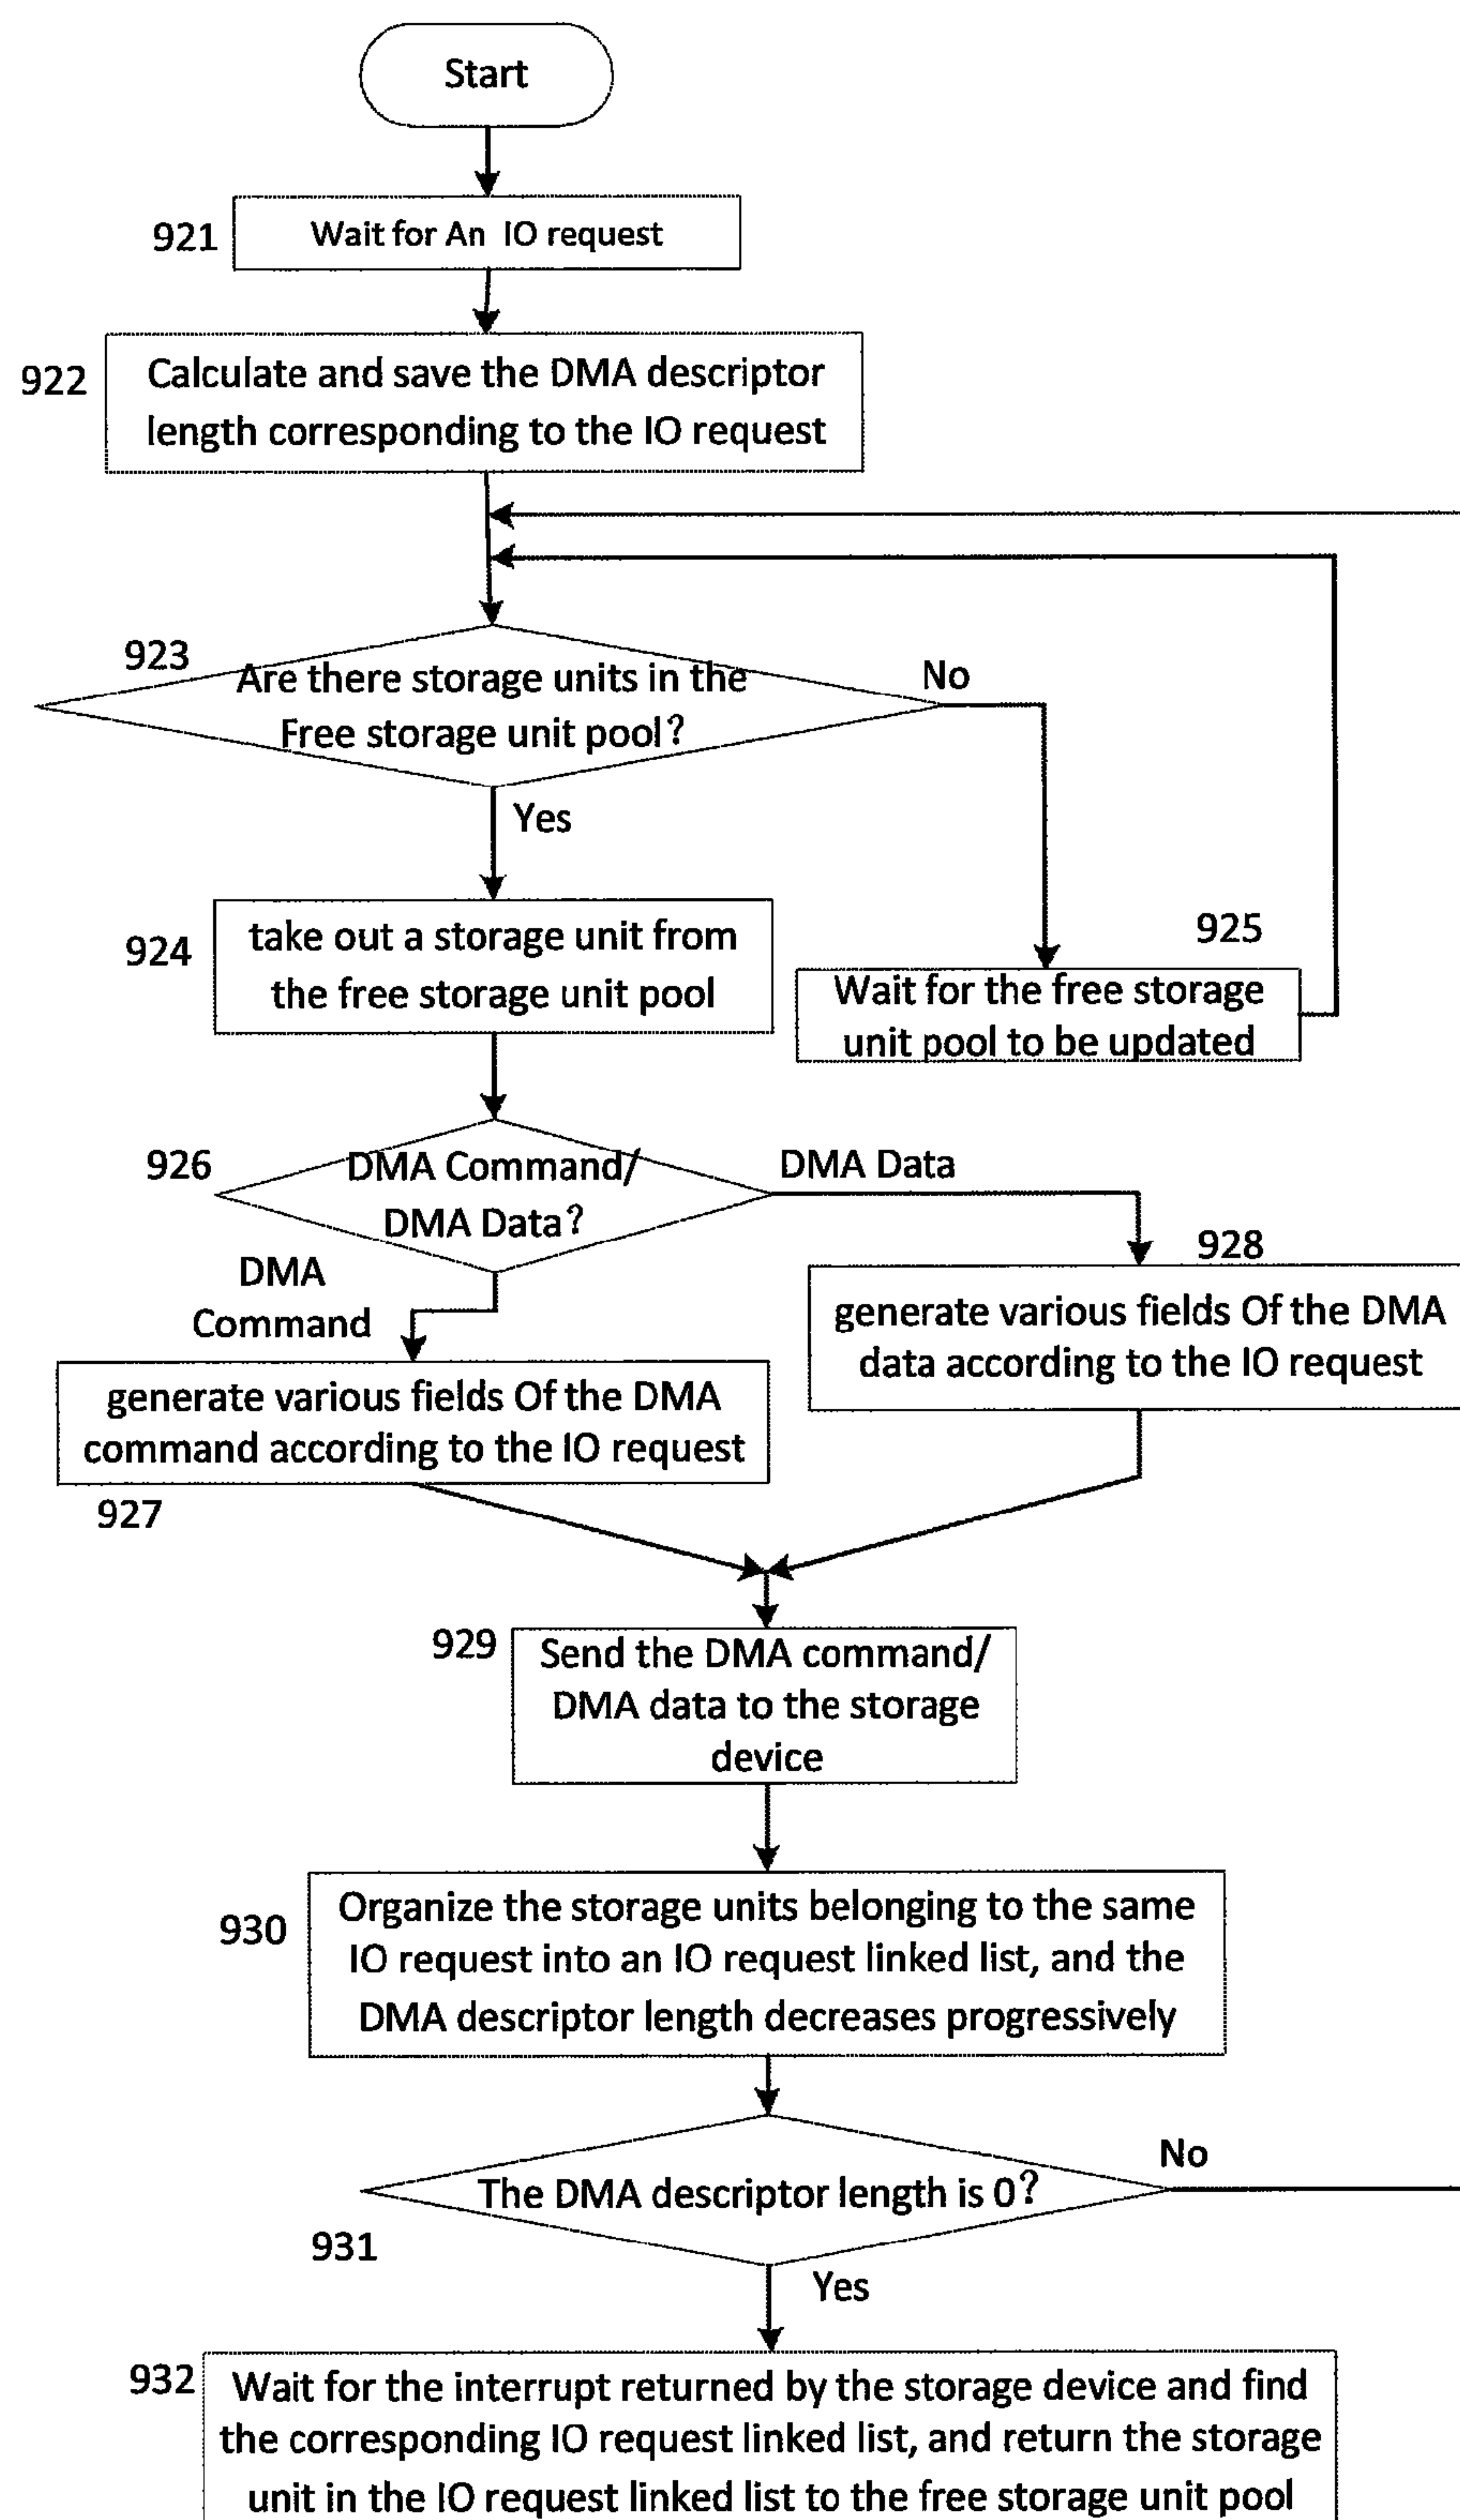 Start
921
Wait for An IO request
922
Calculate and save the DMA descriptor
length corresponding to the IO request
923
Are there storage units in the
Free storage unit pool?
No
Yes
924
take out a storage unit from
the free storage unit pool
925
Wait for the free storage
unit pool to be updated
926
DMA Command/
DMA Data?
DMA Data
DMA
Command
928
generate various fields Of the DMA
data according to the IO request
generate various fields Of the DMA
command according to the IO request
927
929
Send the DMA command/
DMA data to the storage
device
930
Organize the storage units belonging to the same
IO request into an IO request linked list, and the
DMA descriptor length decreases progressively
The DMA descriptor length is 0?
No
931
Yes
932
Wait for the interrupt returned by the storage device and find
the corresponding IO request linked list, and return the storage
unit in the IO request linked list to the free storage unit pool